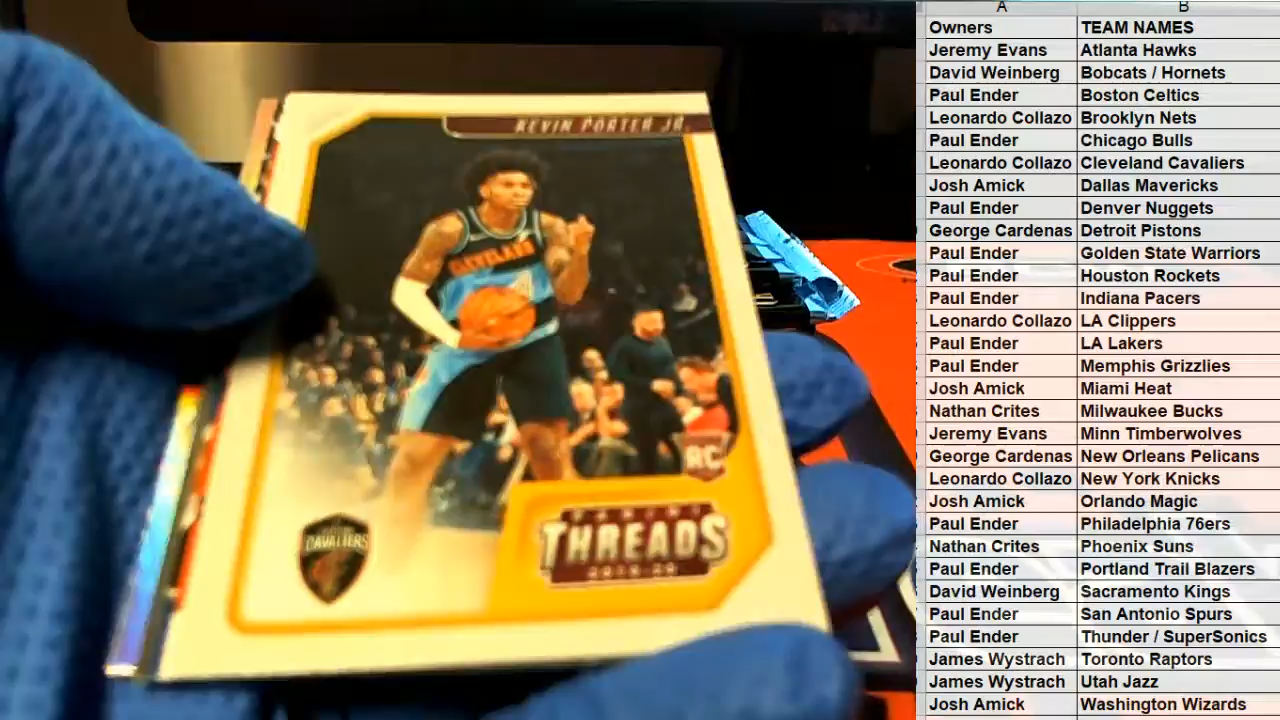 KEVIN PORTER JR.
CLEVELAND
4
RC
CAVALIERS
PANINI
THREADS
2019-20
A B
Owners TEAM NAMES
Jeremy Evans Atlanta Hawks
David Weinberg Bobcats / Hornets
Paul Ender Boston Celtics
Leonardo Collazo Brooklyn Nets
Paul Ender Chicago Bulls
Leonardo Collazo Cleveland Cavaliers
Josh Amick Dallas Mavericks
Paul Ender Denver Nuggets
George Cardenas Detroit Pistons
Paul Ender Golden State Warriors
Paul Ender Houston Rockets
Paul Ender Indiana Pacers
Leonardo Collazo LA Clippers
Paul Ender LA Lakers
Paul Ender Memphis Grizzlies
Josh Amick Miami Heat
Nathan Crites Milwaukee Bucks
Jeremy Evans Minn Timberwolves
George Cardenas New Orleans Pelicans
Leonardo Collazo New York Knicks
Josh Amick Orlando Magic
Paul Ender Philadelphia 76ers
Nathan Crites Phoenix Suns
Paul Ender Portland Trail Blazers
David Weinberg Sacramento Kings
Paul Ender San Antonio Spurs
Paul Ender Thunder / SuperSonics
James Wystrach Toronto Raptors
James Wystrach Utah Jazz
Josh Amick Washington Wizards